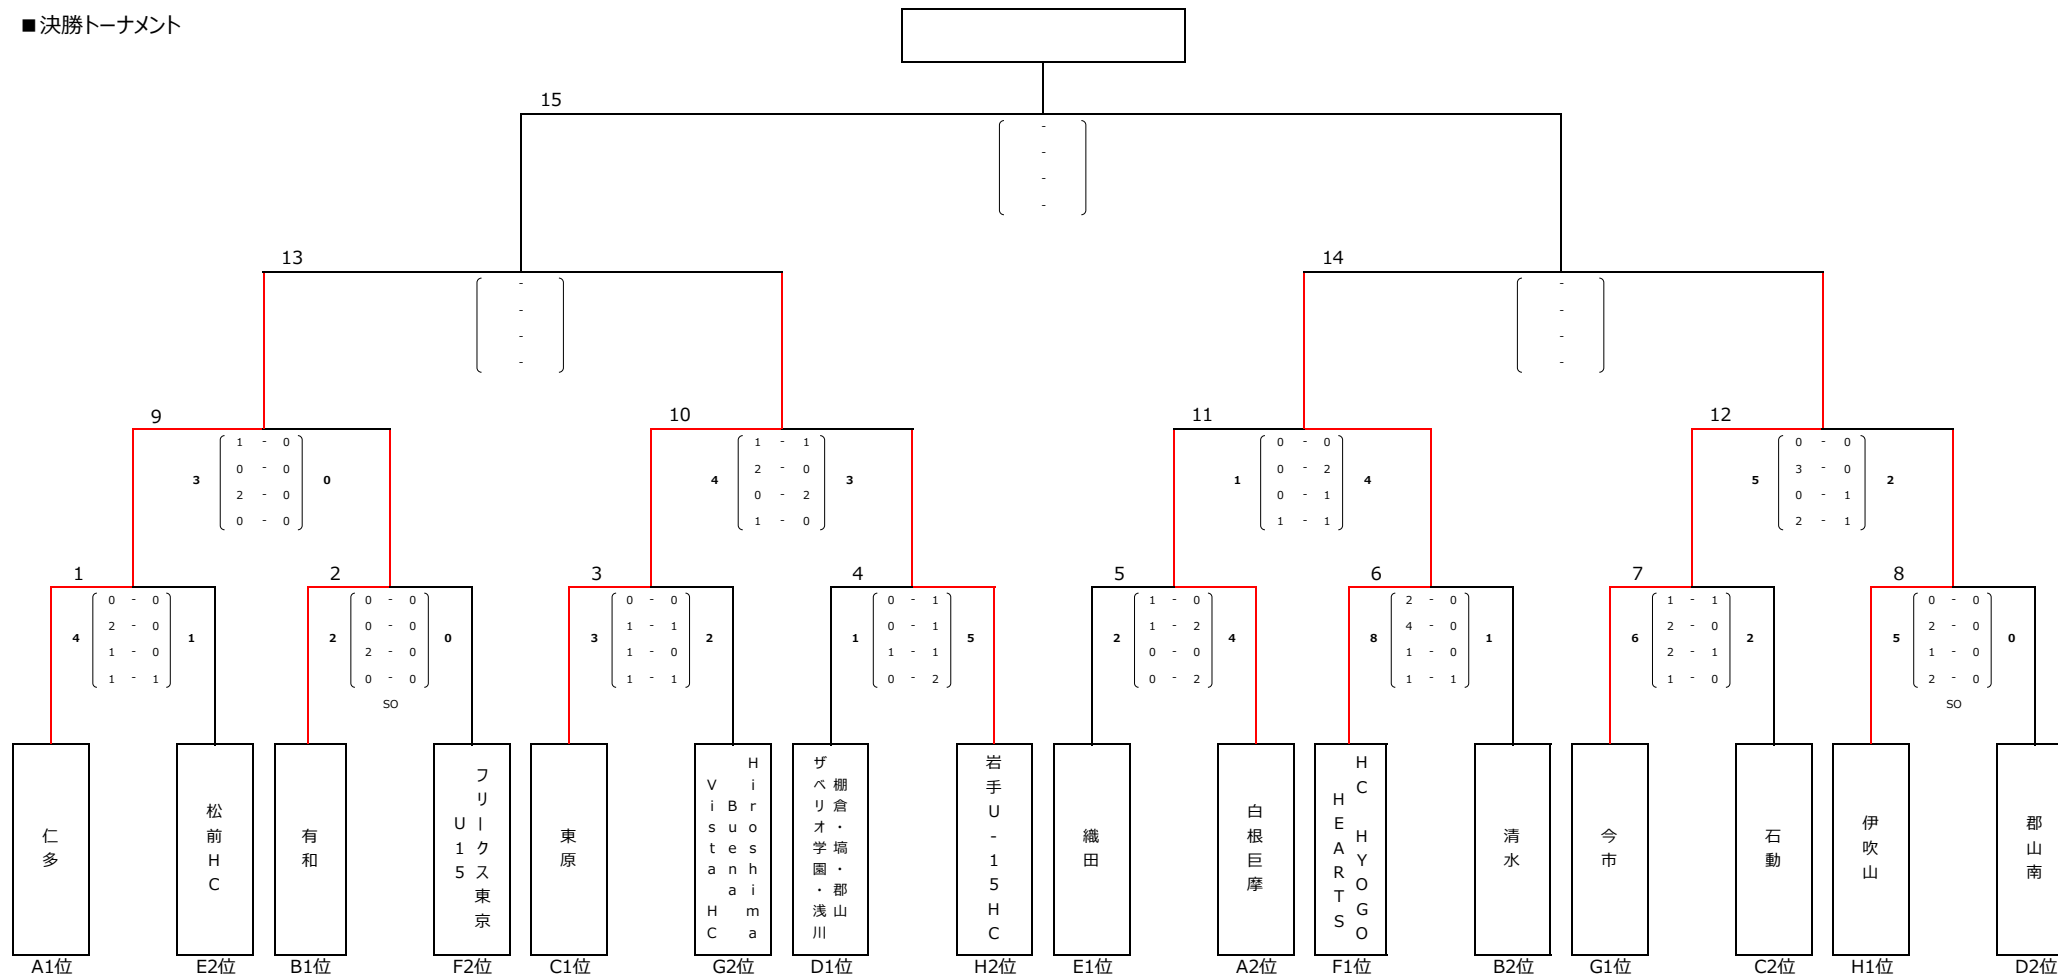 ■決勝トーナメント
15
-
-
-
-
13
14
- -
- -
- -
- -
9 10 11 12
1 - 0 1 - 1 0 - 0 0 - 0
0 - 0 2 - 0 0 - 2 3 - 0
3 0 4 3 1 4 5 2
2 - 0 0 - 2 0 - 1 0 - 1
0 - 0 1 - 0 1 - 1 2 - 1
1 2 3 4 5 6 7 8
0 - 0 0 - 0 0 - 0 0 - 1 1 - 0 2 - 0 1 - 1 0 - 0
2 - 0 0 - 0 1 - 1 0 - 1 1 - 2 4 - 0 2 - 0 2 - 0
4 1 2 0 3 2 1 5 2 4 8 1 6 2 5 0
1 - 0 2 - 0 1 - 0 1 - 1 0 - 0 1 - 0 2 - 1 1 - 0
1 - 1 0 - 0 1 - 1 0 - 2 0 - 2 1 - 1 1 - 0 2 - 0
SO SO
仁多
松前HC
有和
フリークス東京
U15
東原
Hiroshima
Buena
Vista HC
棚倉・塙・郡山
ザベリオ学園・浅川
岩手U-15HC
織田
白根巨摩
HC HYOGO
HEARTS
清水
今市
石動
伊吹山
郡山南
A1位 E2位 B1位 F2位 C1位 G2位 D1位 H2位 E1位 A2位 F1位 B2位 G1位 C2位 H1位 D2位